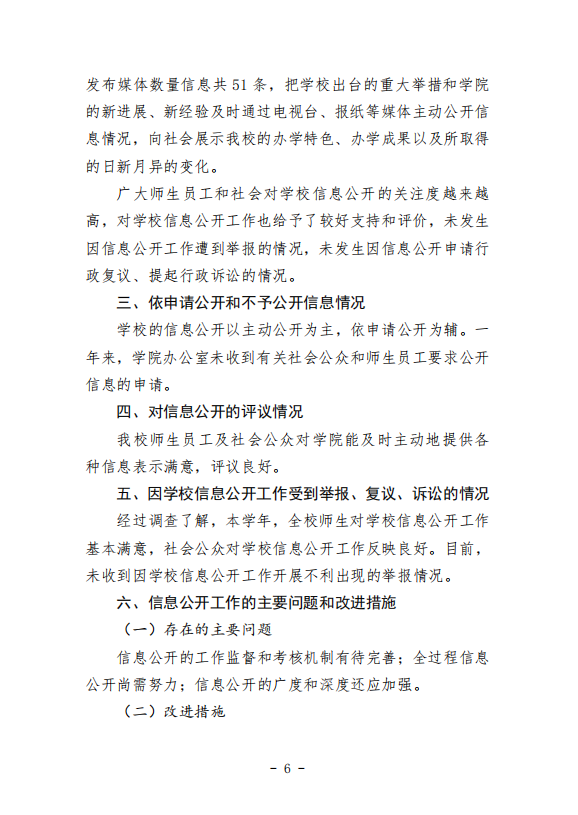 发布媒体数量信息共 51 条，把学校出台的重大举措和学院
的新进展、新经验及时通过电视台、报纸等媒体主动公开信
息情况，向社会展示我校的办学特色、办学成果以及所取得
的日新月异的变化。
广大师生员工和社会对学校信息公开的关注度越来越
高，对学校信息公开工作也给予了较好支持和评价，未发生
因信息公开工作遭到举报的情况，未发生因信息公开申请行
政复议、提起行政诉讼的情况。
三、依申请公开和不予公开信息情况
学校的信息公开以主动公开为主，依申请公开为辅。一
年来，学院办公室未收到有关社会公众和师生员工要求公开
信息的申请。
四、对信息公开的评议情况
我校师生员工及社会公众对学院能及时主动地提供各
种信息表示满意，评议良好。
五、因学校信息公开工作受到举报、复议、诉讼的情况
经过调查了解，本学年，全校师生对学校信息公开工作
基本满意，社会公众对学校信息公开工作反映良好。目前，
未收到因学校信息公开工作开展不利出现的举报情况。
六、信息公开工作的主要问题和改进措施
（一）存在的主要问题
信息公开的工作监督和考核机制有待完善；全过程信息
公开尚需努力；信息公开的广度和深度还应加强。
（二）改进措施
- 6 -